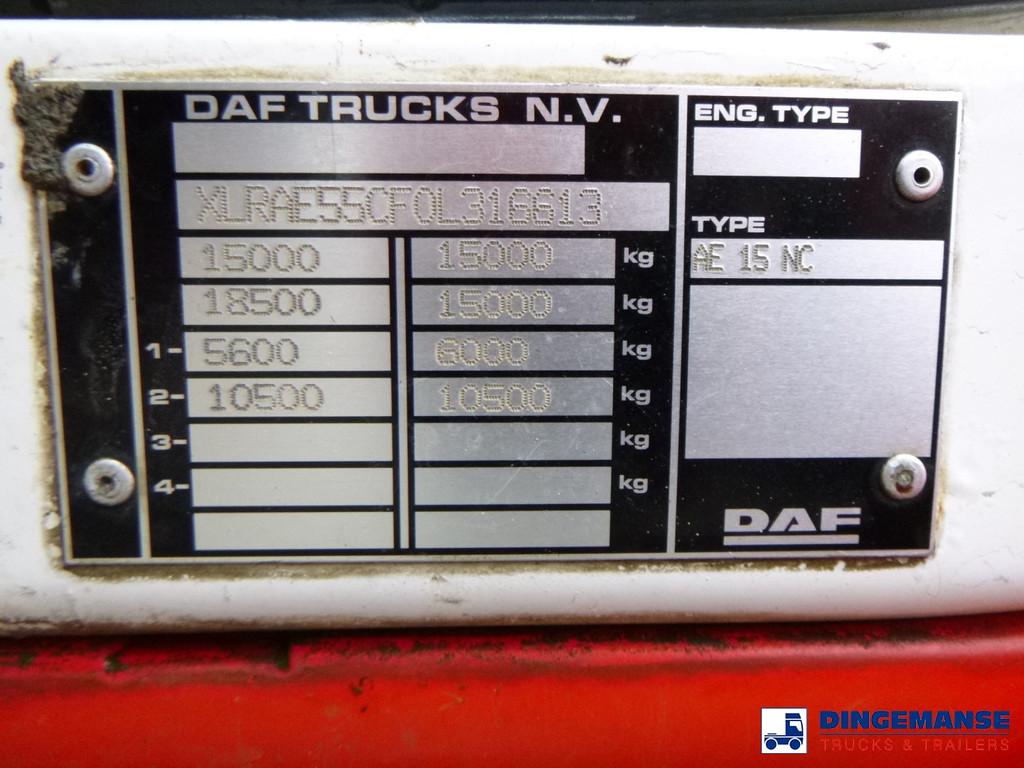 DAF TRUCKS N.V.
XLRAE55CF0L316613
15000 15000 kg
18500 15000 kg
1- 5600 6000 kg
2- 10500 10500 kg
3- kg
4- kg
ENG. TYPE
TYPE
AE 15 NC
DAF
DINGEMANSE
TRUCKS & TRAILERS